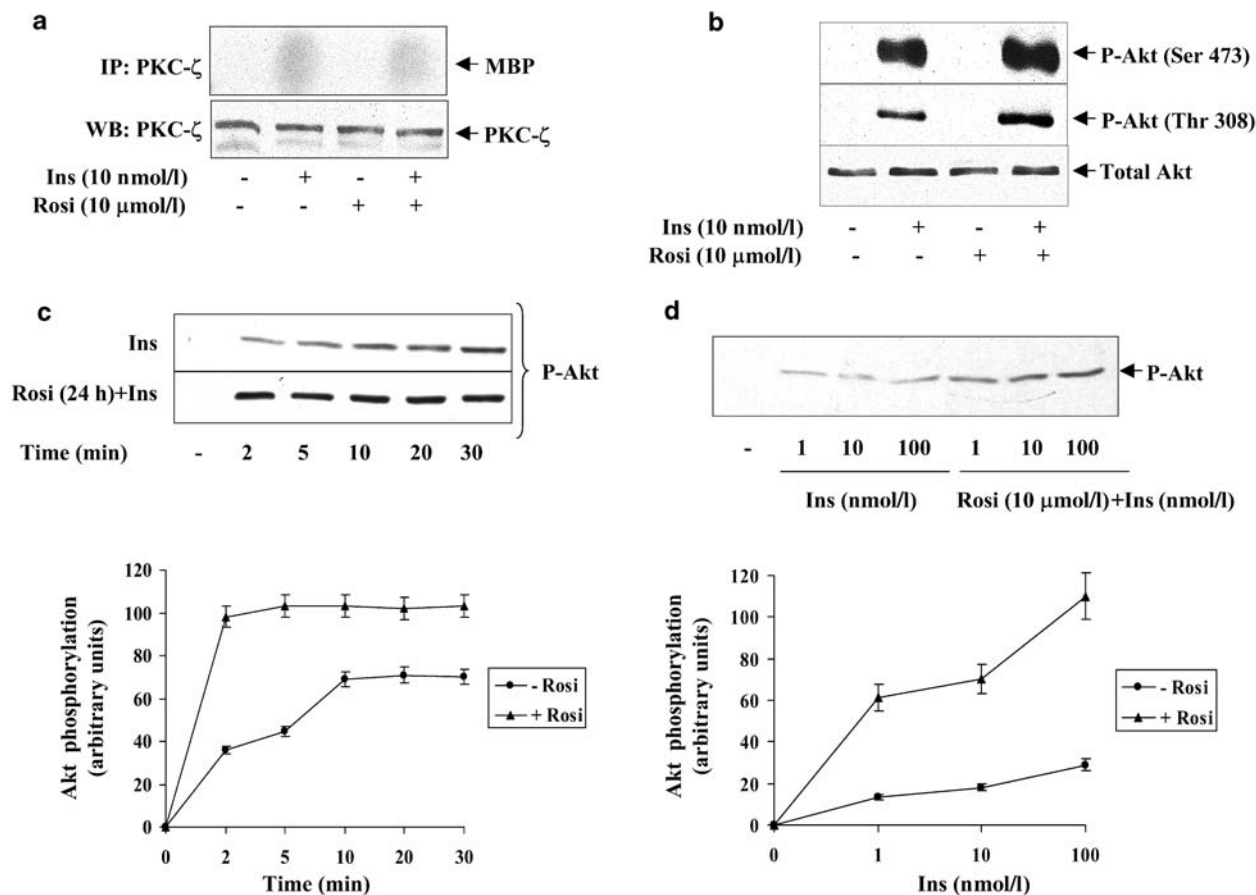 a
IP: PKC-ζ
MBP
WB: PKC-ζ
PKC-ζ
Ins (10 nmol/l) - + - +
Rosi (10 μmol/l) - - + +
b
P-Akt (Ser 473)
P-Akt (Thr 308)
Total Akt
Ins (10 nmol/l) - + - +
Rosi (10 μmol/l) - - + +
c
Ins
Rosi (24 h)+Ins
P-Akt
Time (min) - 2 5 10 20 30
Akt phosphorylation
(arbitrary units)
120
100
80
60
40
20
0
0 2 5 10 20 30
Time (min)
- Rosi
+ Rosi
d
P-Akt
- 1 10 100 1 10 100
Ins (nmol/l) Rosi (10 μmol/l)+Ins (nmol/l)
Akt phosphorylation
(arbitrary units)
120
100
80
60
40
20
0
0 1 10 100
Ins (nmol/l)
- Rosi
+ Rosi